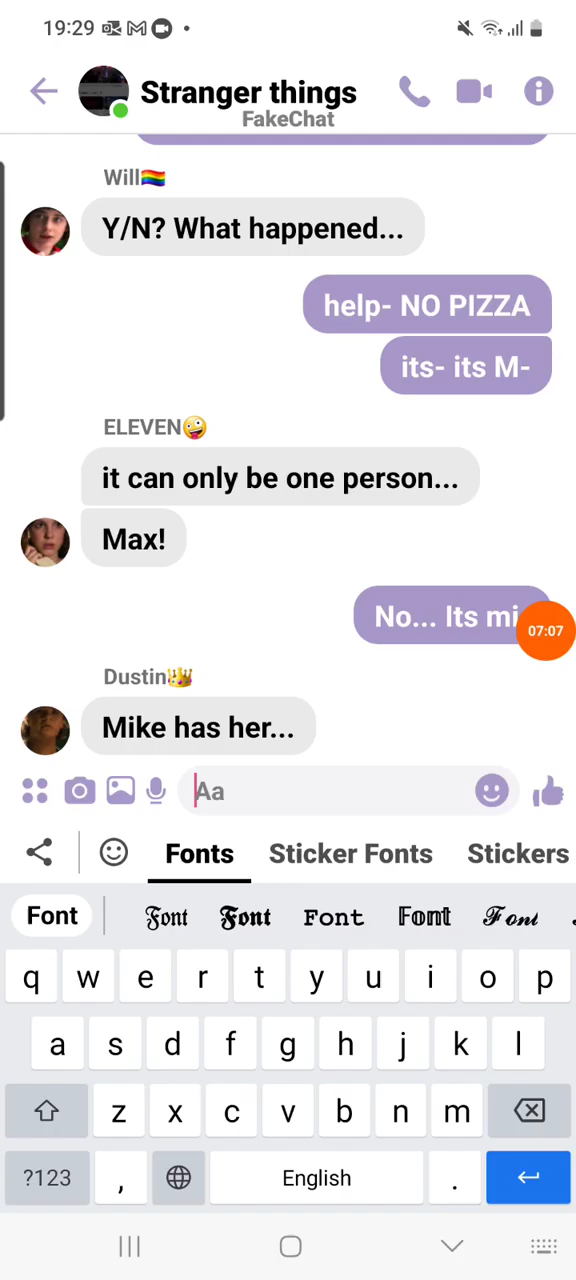 19:29
Stranger things
FakeChat
Will🏳️‍🌈
Y/N? What happened...
help- NO PIZZA
its- its M-
ELEVEN🤪
it can only be one person...
Max!
No... Its mi
07:07
Dustin👑
Mike has her...
Aa
Fonts Sticker Fonts Stickers
Font 𝔉𝔬𝔫𝔱 𝕱𝖔𝖓𝖙 𝙵𝚘𝚗𝚝 𝔽𝕠𝕟𝕥 𝓕𝓸𝓷𝓽
q w e r t y u i o p
a s d f g h j k l
z x c v b n m
?123 , English .